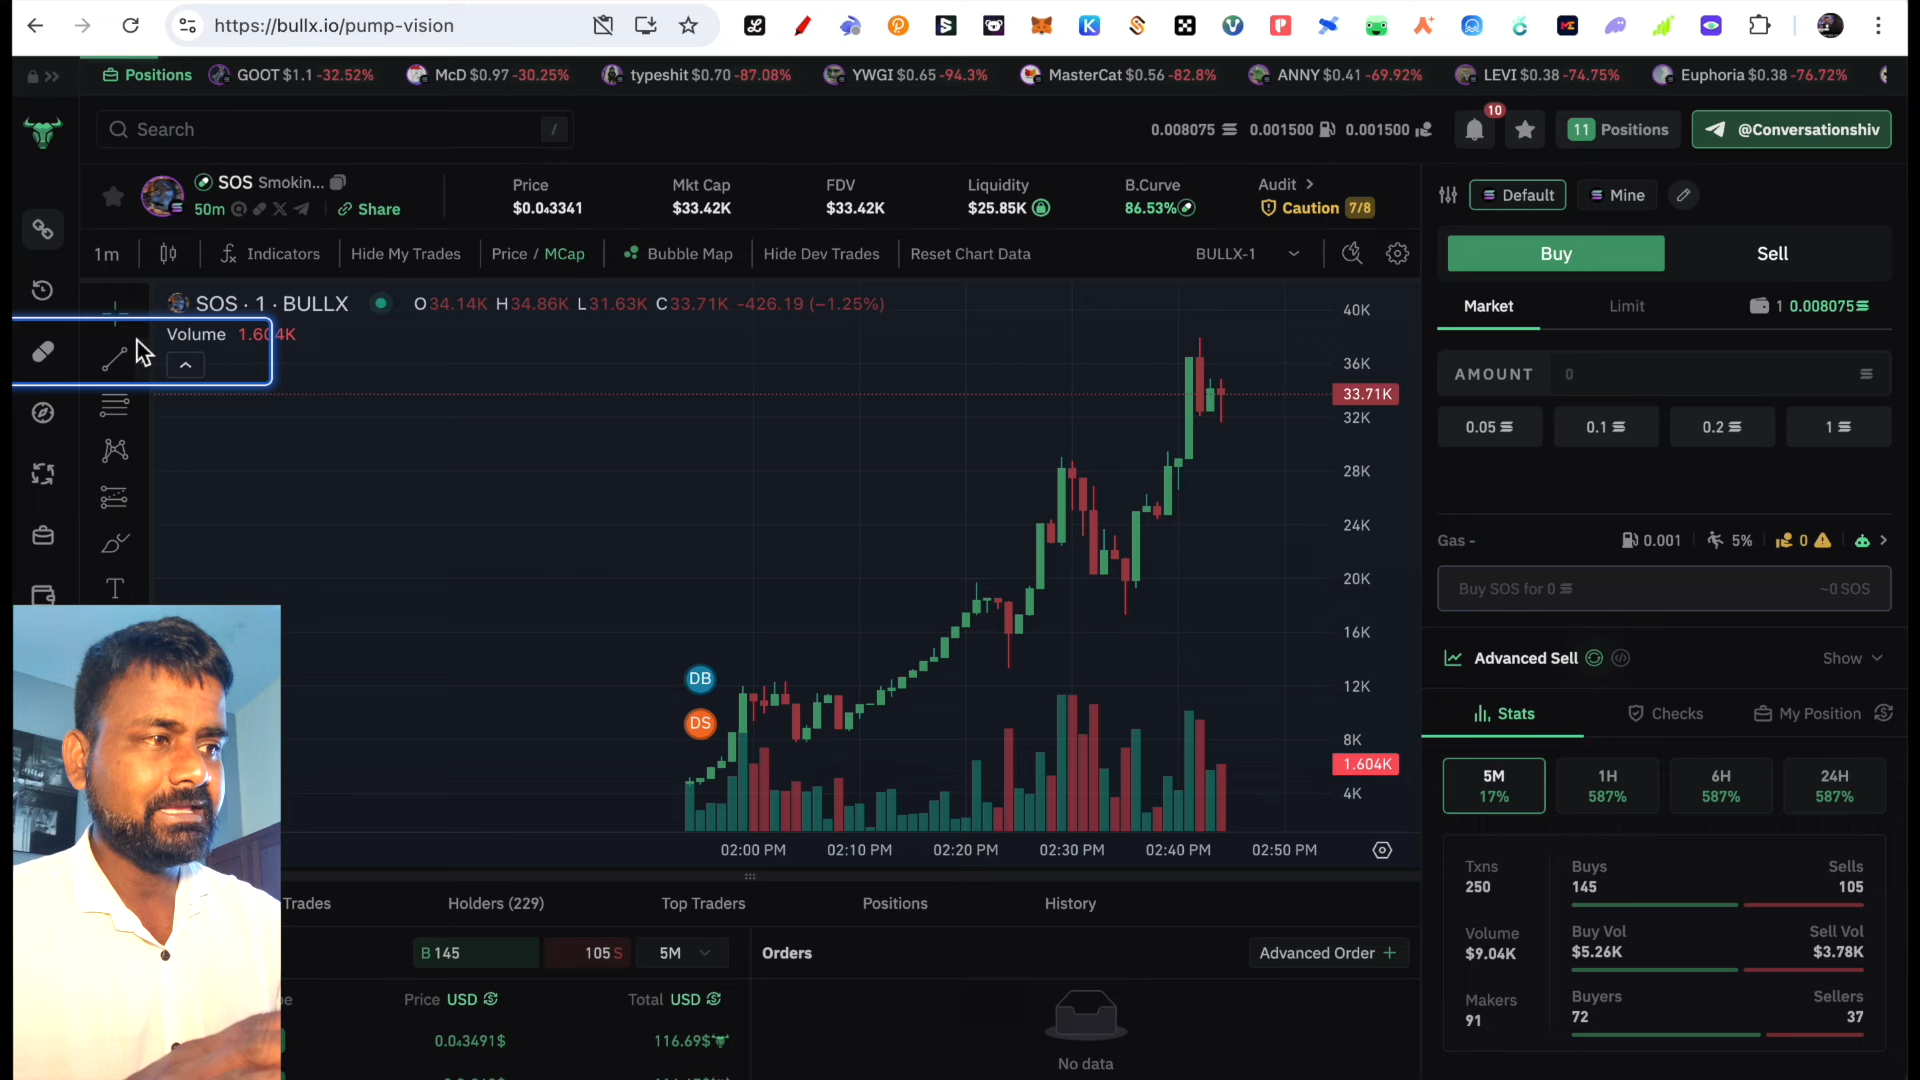 https://bullx.io/pump-vision
Positions GOOT $1.1 -32.52% McD $0.97 -30.25% typeshit $0.70 -87.08% YWGI $0.65 -94.3% MasterCat $0.56 -82.8% ANNY $0.41 -69.92% LEVI $0.38 -74.75% Euphoria $0.38 -76.72%
Search / 0.008075 0.001500 0.001500 10 11 Positions @Conversationshiv
SOS Smokin...
50m Share
Price Mkt Cap FDV Liquidity B.Curve Audit
$0.0₄3341 $33.42K $33.42K $25.85K 86.53% Caution 7/8
Default Mine
1m Indicators Hide My Trades Price / MCap Bubble Map Hide Dev Trades Reset Chart Data BULLX-1
Buy Sell
SOS · 1 · BULLX O34.14K H34.86K L31.63K C33.71K -426.19 (−1.25%)
Volume 1.604K
Market Limit 1 0.008075
AMOUNT 0
0.05 0.1 0.2 1
40K
36K
33.71K
32K
28K
24K
20K
16K
12K
8K
1.604K
4K
T
DB
DS
02:00 PM 02:10 PM 02:20 PM 02:30 PM 02:40 PM 02:50 PM
Gas - 0.001 5% 0
Buy SOS for 0 ~0 SOS
Advanced Sell Show
Stats Checks My Position
5M 1H 6H 24H
17% 587% 587% 587%
Txns Buys Sells
250 145 105
Volume Buy Vol Sell Vol
$9.04K $5.26K $3.78K
Makers Buyers Sellers
91 72 37
Trades Holders (229) Top Traders Positions History
B 145 105 S 5M Orders Advanced Order +
Price USD Total USD
0.0₄3491$ 116.69$
No data